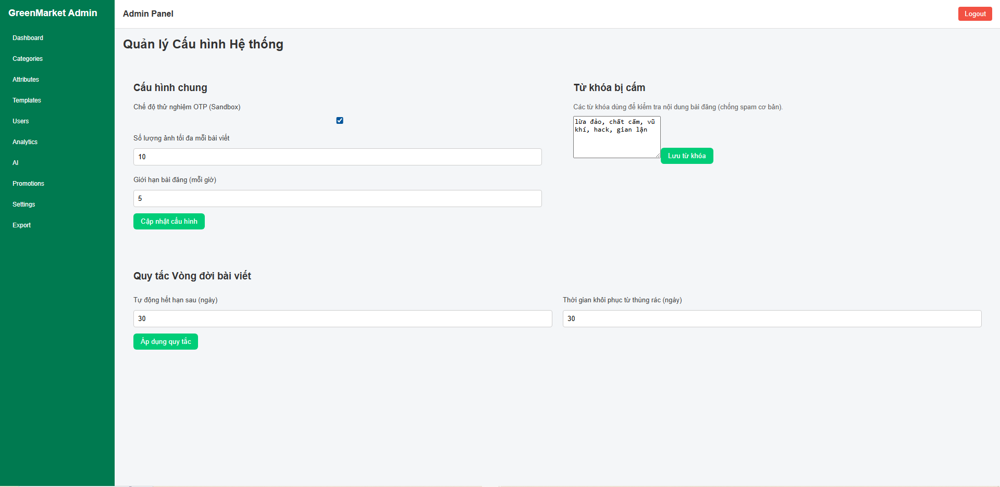 GreenMarket Admin
Dashboard
Categories
Attributes
Templates
Users
Analytics
AI
Promotions
Settings
Export
Admin Panel
Logout
Quản lý Cấu hình Hệ thống
Cấu hình chung
Chế độ thử nghiệm OTP (Sandbox)
Số lượng ảnh tối đa mỗi bài viết
10
Giới hạn bài đăng (mỗi giờ)
5
Cập nhật cấu hình
Từ khóa bị cấm
Các từ khóa dùng để kiểm tra nội dung bài đăng (chống spam cơ bản).
lừa đảo, chất cấm, vũ
khí, hack, gian lận
Lưu từ khóa
Quy tắc Vòng đời bài viết
Tự động hết hạn sau (ngày)
30
Thời gian khôi phục từ thùng rác (ngày)
30
Áp dụng quy tắc